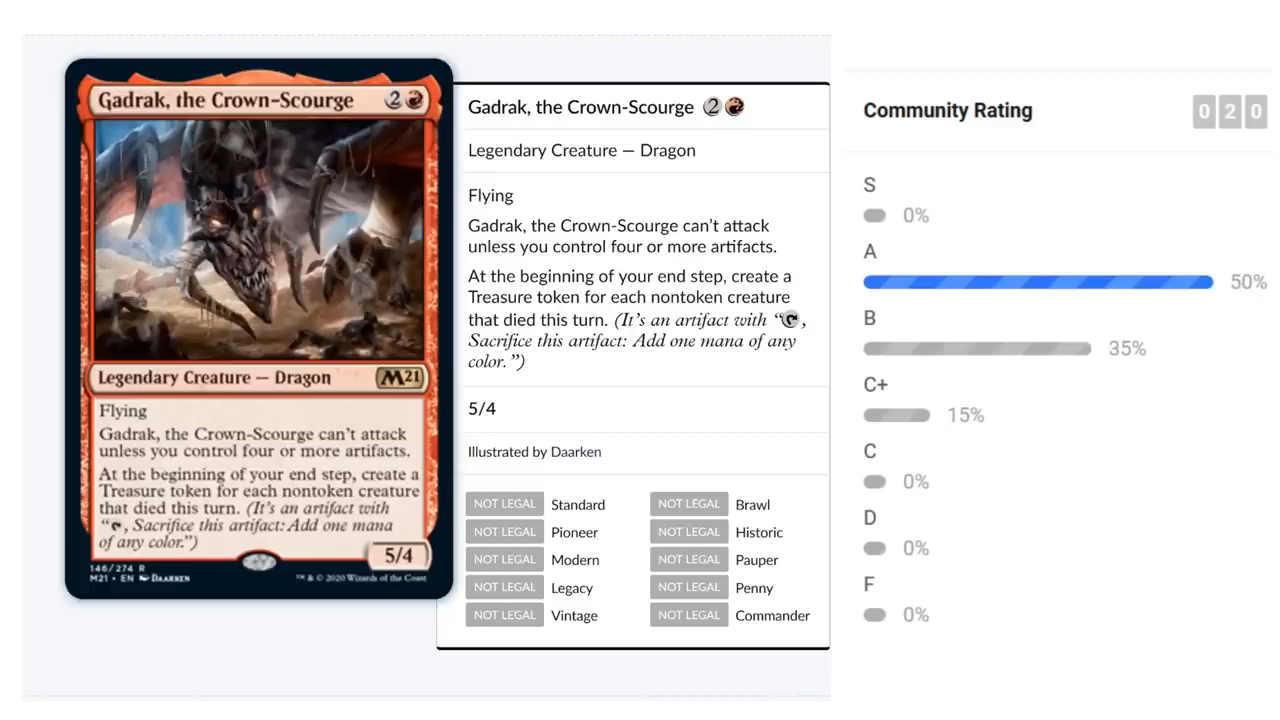 Gadrak, the Crown-Scourge 2
Legendary Creature — Dragon
M21
Flying
Gadrak, the Crown-Scourge can't attack
unless you control four or more artifacts.
At the beginning of your end step, create a
Treasure token for each nontoken creature
that died this turn. (It's an artifact with
", Sacrifice this artifact: Add one mana
of any color.")
5/4
146/274 R
M21 • EN DAARKEN
™ & © 2020 Wizards of the Coast
Gadrak, the Crown-Scourge 2
Legendary Creature — Dragon
Flying
Gadrak, the Crown-Scourge can't attack
unless you control four or more artifacts.
At the beginning of your end step, create a
Treasure token for each nontoken creature
that died this turn. (It's an artifact with “,
Sacrifice this artifact: Add one mana of any
color.”)
5/4
Illustrated by Daarken
NOT LEGAL Standard NOT LEGAL Brawl
NOT LEGAL Pioneer NOT LEGAL Historic
NOT LEGAL Modern NOT LEGAL Pauper
NOT LEGAL Legacy NOT LEGAL Penny
NOT LEGAL Vintage NOT LEGAL Commander
Community Rating 0 2 0
S
0%
A
50%
B
35%
C+
15%
C
0%
D
0%
F
0%